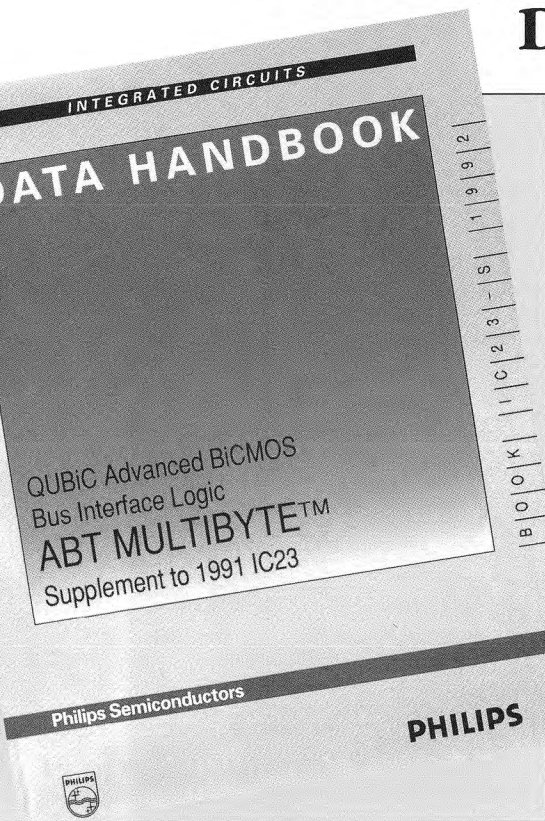 D
INTEGRATED CIRCUITS
DATA HANDBOOK
QUBiC Advanced BiCMOS
Bus Interface Logic
ABT MULTIBYTE™
Supplement to 1991 IC23
BOOK IC23-S 1992
Philips Semiconductors
PHILIPS
PHILIPS